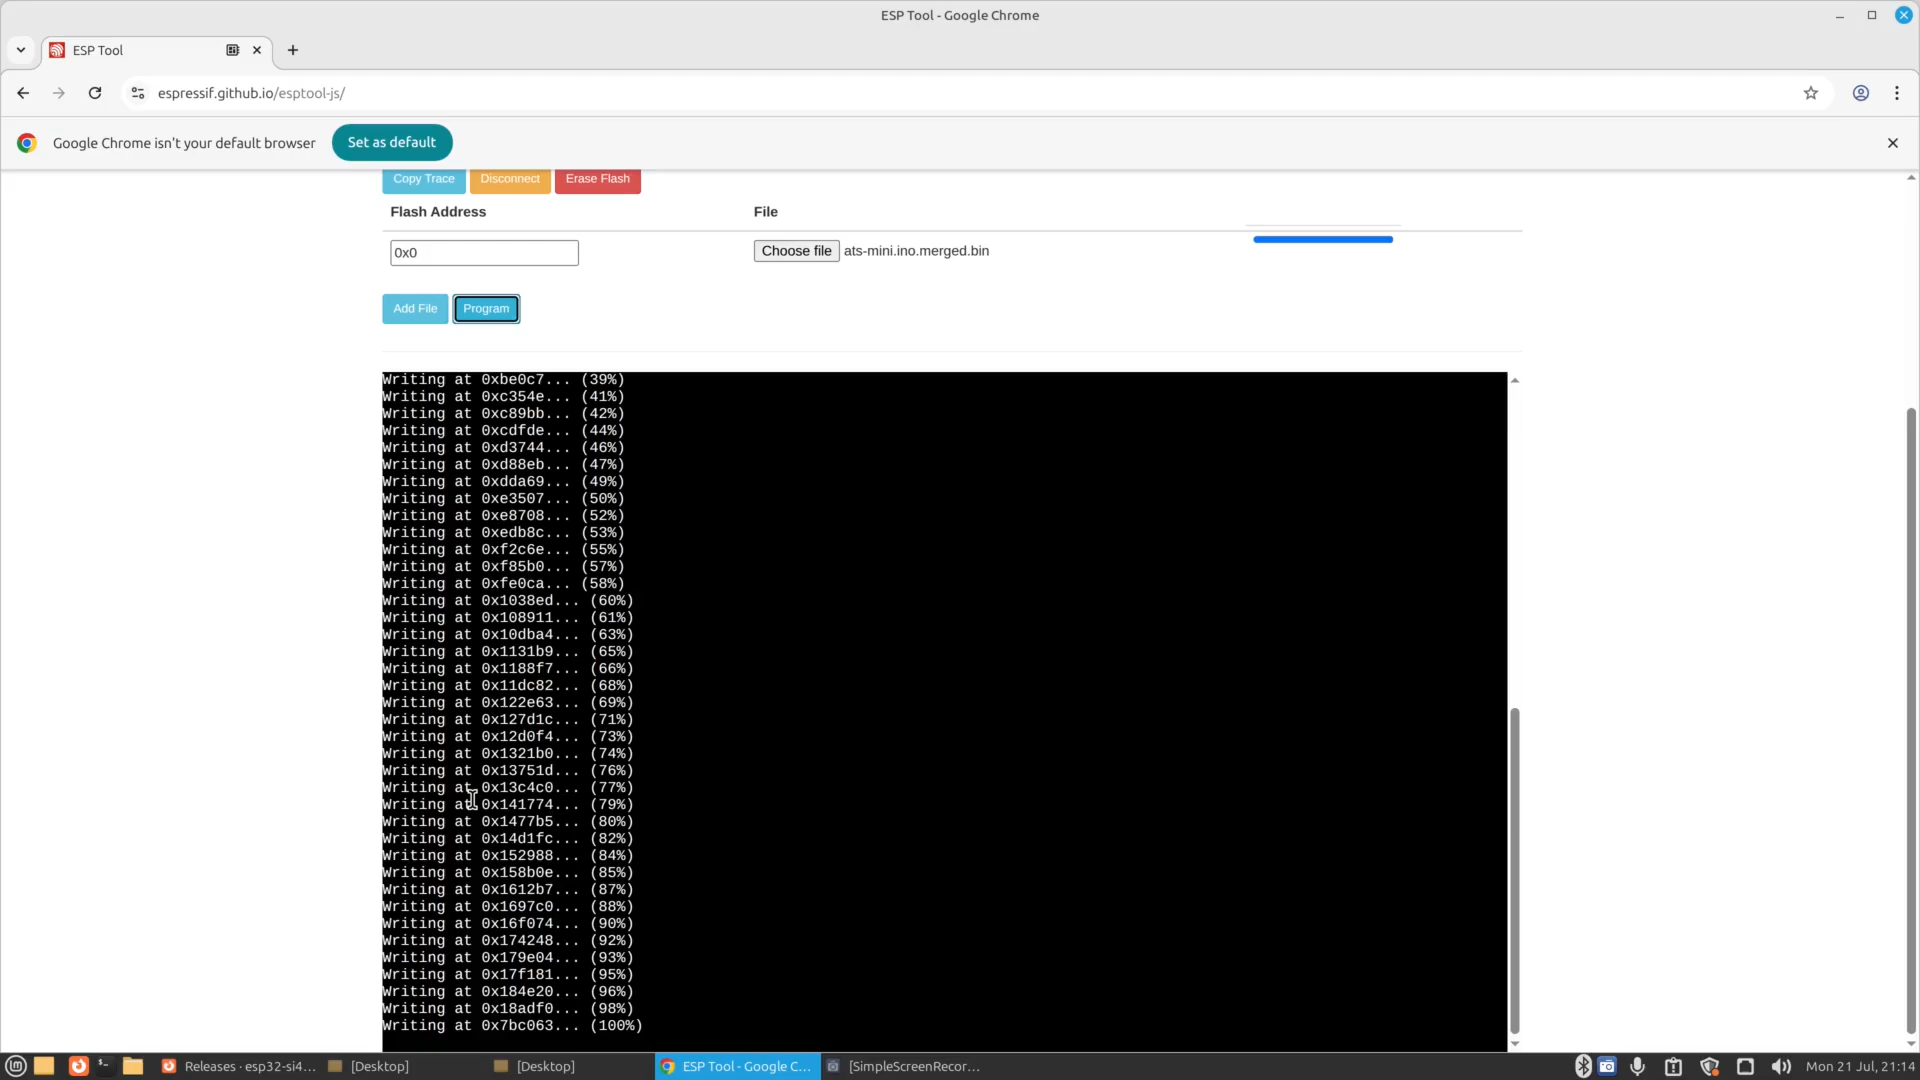 ESP Tool - Google Chrome
ESP Tool
espressif.github.io/esptool-js/
Google Chrome isn't your default browser
Set as default
Copy Trace Disconnect Erase Flash
Flash Address File
0x0 Choose file ats-mini.ino.merged.bin
Add File Program
Writing at 0xbe0c7... (39%)
Writing at 0xc354e... (41%)
Writing at 0xc89bb... (42%)
Writing at 0xcdfde... (44%)
Writing at 0xd3744... (46%)
Writing at 0xd88eb... (47%)
Writing at 0xdda69... (49%)
Writing at 0xe3507... (50%)
Writing at 0xe8708... (52%)
Writing at 0xedb8c... (53%)
Writing at 0xf2c6e... (55%)
Writing at 0xf85b0... (57%)
Writing at 0xfe0ca... (58%)
Writing at 0x1038ed... (60%)
Writing at 0x108911... (61%)
Writing at 0x10dba4... (63%)
Writing at 0x1131b9... (65%)
Writing at 0x1188f7... (66%)
Writing at 0x11dc82... (68%)
Writing at 0x122e63... (69%)
Writing at 0x127d1c... (71%)
Writing at 0x12d0f4... (73%)
Writing at 0x1321b0... (74%)
Writing at 0x13751d... (76%)
Writing at 0x13c4c0... (77%)
Writing at 0x141774... (79%)
Writing at 0x1477b5... (80%)
Writing at 0x14d1fc... (82%)
Writing at 0x152988... (84%)
Writing at 0x158b0e... (85%)
Writing at 0x1612b7... (87%)
Writing at 0x1697c0... (88%)
Writing at 0x16f074... (90%)
Writing at 0x174248... (92%)
Writing at 0x179e04... (93%)
Writing at 0x17f181... (95%)
Writing at 0x184e20... (96%)
Writing at 0x18adf0... (98%)
Writing at 0x7bc063... (100%)
Releases · esp32-si4... [Desktop] [Desktop] ESP Tool - Google C... [SimpleScreenRecor... Mon 21 Jul, 21:14